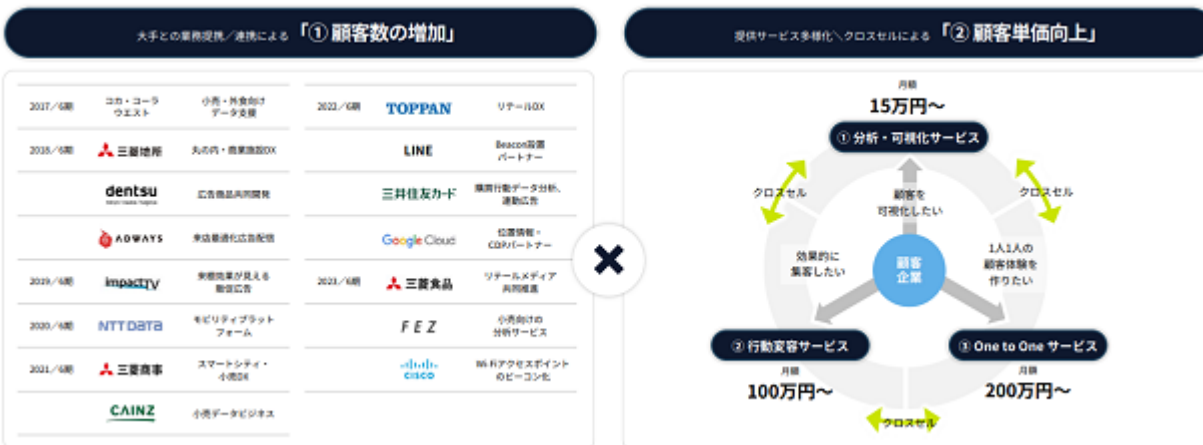 大手との業務提携／連携による「① 顧客数の増加」
2017／6期
コカ・コーラ
ウエスト
小売・外食向け
データ支援
2018／6期
三菱地所
丸の内・商業施設DX
dentsu
広告商品共同開発
ADWAYS
来店最適化広告配信
2019／6期
impactTV
来棚効果が見える
販促広告
2020／6期
NTT DATA
モビリティプラット
フォーム
2021／6期
三菱商事
スマートシティ・
小売DX
CAINZ
小売データビジネス
2022／6期
TOPPAN
リテールDX
LINE
Beacon設置
パートナー
三井住友カード
購買行動データ分析、
連動広告
Google Cloud
位置情報・
CDPパートナー
2023／6期
三菱食品
リテールメディア
共同推進
FEZ
小売向けの
分析サービス
cisco
Wi-Fiアクセスポイント
のビーコン化
提供サービス多様化＼クロスセルによる「② 顧客単価向上」
月額
15万円～
① 分析・可視化サービス
クロスセル
クロスセル
顧客を
可視化したい
効果的に
集客したい
顧客
企業
1人1人の
顧客体験を
作りたい
② 行動変容サービス
月額
100万円～
③ One to One サービス
月額
200万円～
クロスセル